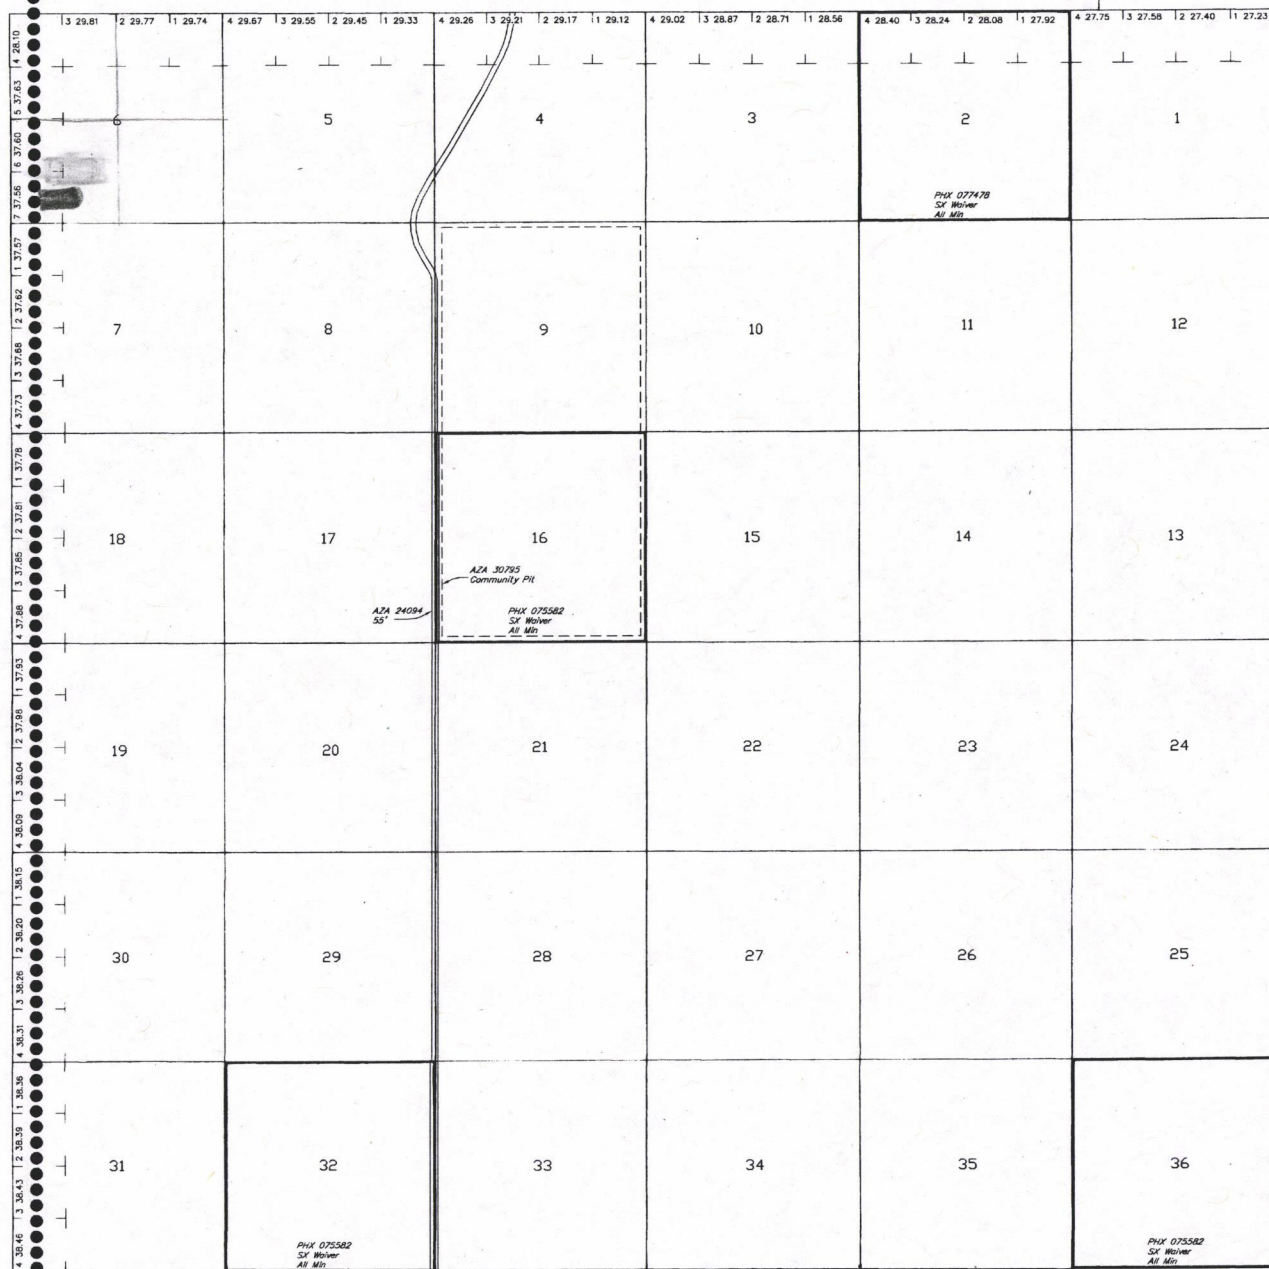 3 29.81 2 29.77 1 29.74 4 29.67 3 29.55 2 29.45 1 29.33 4 29.26 3 29.21 2 29.17 1 29.12 4 29.02 3 28.87 2 28.71 1 28.56 4 28.40 3 28.24 2 28.08 1 27.92 4 27.75 3 27.58 2 27.40 1 27.23
4 28.10
5 37.63
6 37.60
7 37.56
6 5 4 3 2 1
PHX 077478
SX Waiver
All Min
1 37.57
2 37.62
3 37.68
4 37.73
7 8 9 10 11 12
1 37.78
2 37.81
3 37.85
4 37.88
18 17 16 15 14 13
AZA 30795
Community Pit
AZA 24094
55'
PHX 075582
SX Waiver
All Min
1 37.93
2 37.98
3 38.04
4 38.09
19 20 21 22 23 24
1 38.15
2 38.20
3 38.26
4 38.31
30 29 28 27 26 25
1 38.36
2 38.39
3 38.43
4 38.46
31 32 33 34 35 36
PHX 075582
SX Waiver
All Min
PHX 075582
SX Waiver
All Min